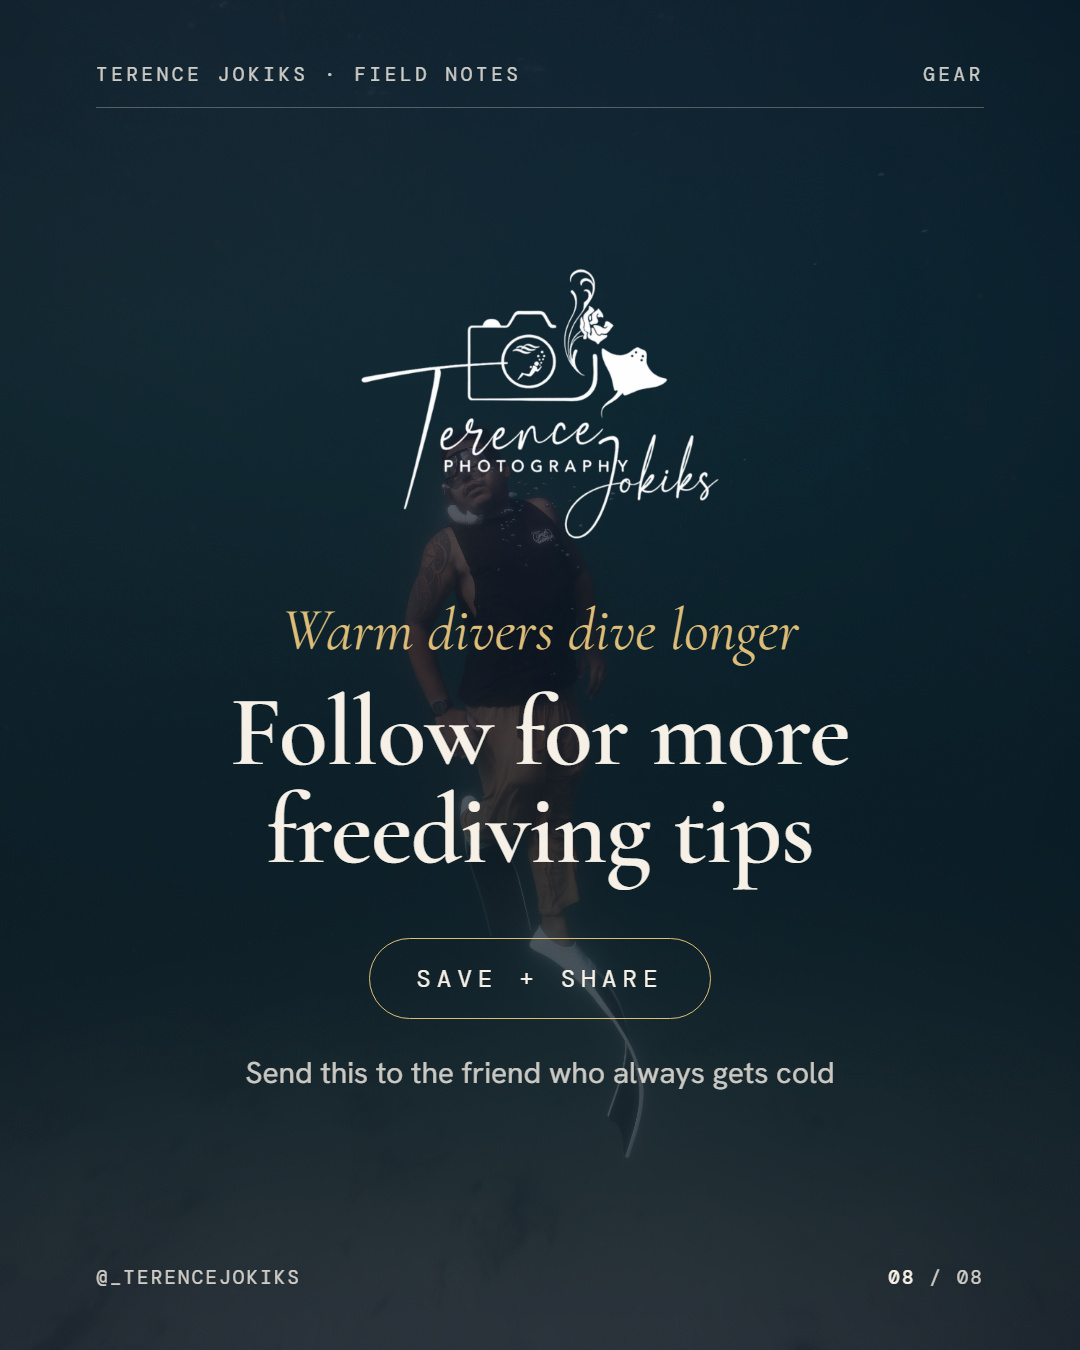 TERENCE JOKIKS · FIELD NOTES
GEAR
Terence
PHOTOGRAPHY
Jokiks
Warm divers dive longer
Follow for more
freediving tips
SAVE + SHARE
Send this to the friend who always gets cold
@_TERENCEJOKIKS
08 / 08